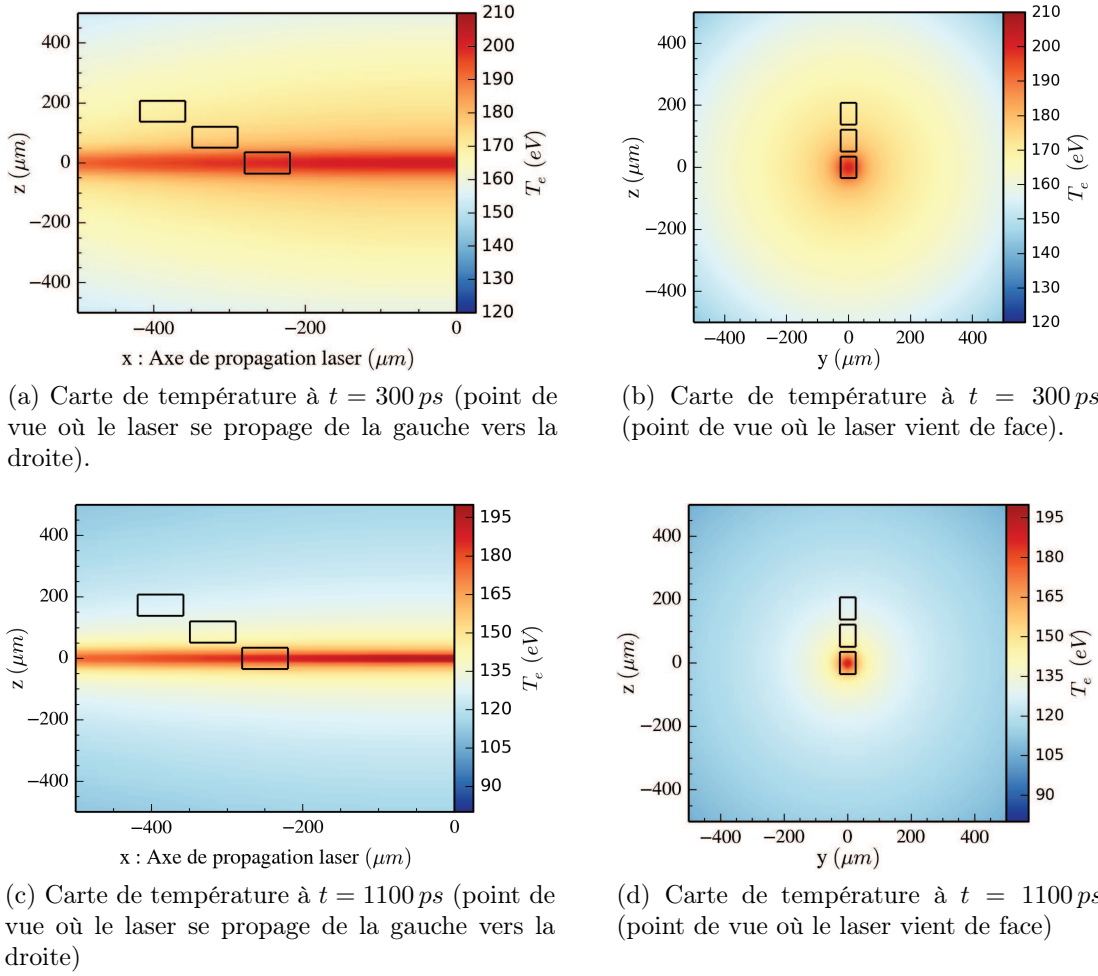 400
200
0
−200
−400
z (μm)
−400
−200
0
x : Axe de propagation laser (μm)
210
200
190
180
170
160
150
140
130
120
T_e (eV)
(a) Carte de température à t = 300 ps (point de
vue où le laser se propage de la gauche vers la
droite).
400
200
0
−200
−400
z (μm)
−400 −200 0 200 400
y (μm)
210
200
190
180
170
160
150
140
130
120
T_e (eV)
(b) Carte de température à t = 300 ps
(point de vue où le laser vient de face).
400
200
0
−200
−400
z (μm)
−400
−200
0
x : Axe de propagation laser (μm)
195
180
165
150
135
120
105
90
T_e (eV)
(c) Carte de température à t = 1100 ps (point de
vue où le laser se propage de la gauche vers la
droite)
400
200
0
−200
−400
z (μm)
−400 −200 0 200 400
y (μm)
195
180
165
150
135
120
105
90
T_e (eV)
(d) Carte de température à t = 1100 ps
(point de vue où le laser vient de face)